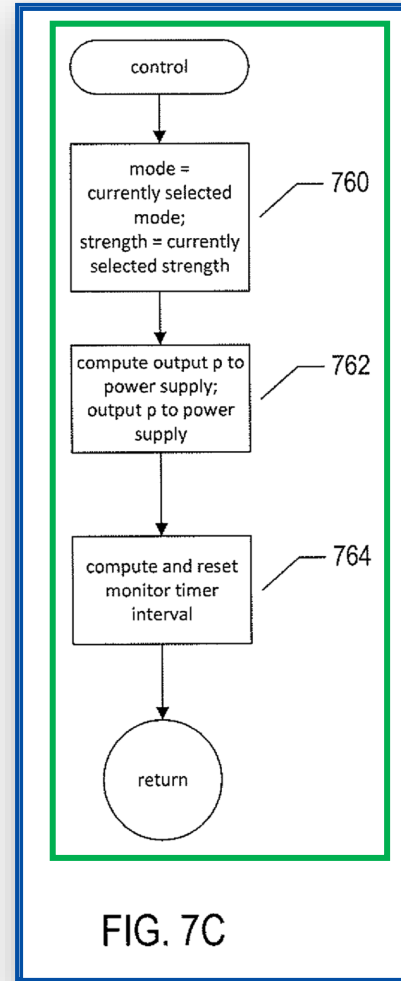 control
mode =
currently selected
mode;
strength = currently
selected strength
760
compute output p to
power supply;
output p to power
supply
762
compute and reset
monitor timer
interval
764
return
FIG. 7C